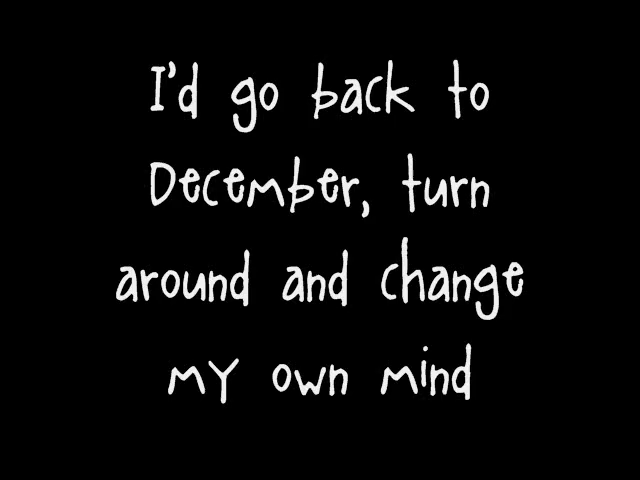 I'd go back to
December, turn
around and change
my own mind